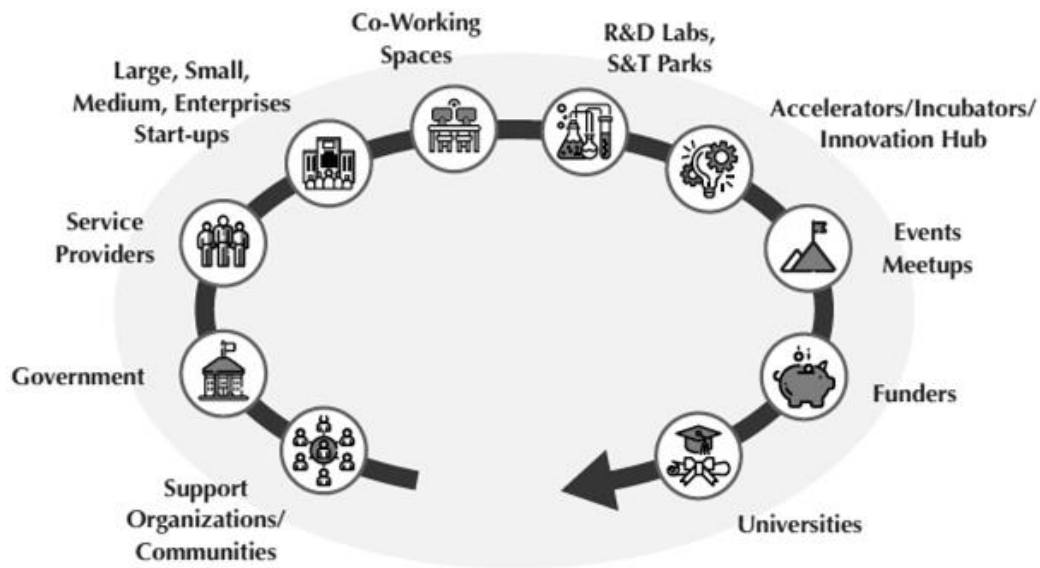 Co-Working
Spaces
R&D Labs,
S&T Parks
Large, Small,
Medium, Enterprises
Start-ups
Accelerators/Incubators/
Innovation Hub
Service
Providers
Events
Meetups
Government
Funders
Support
Organizations/
Communities
Universities